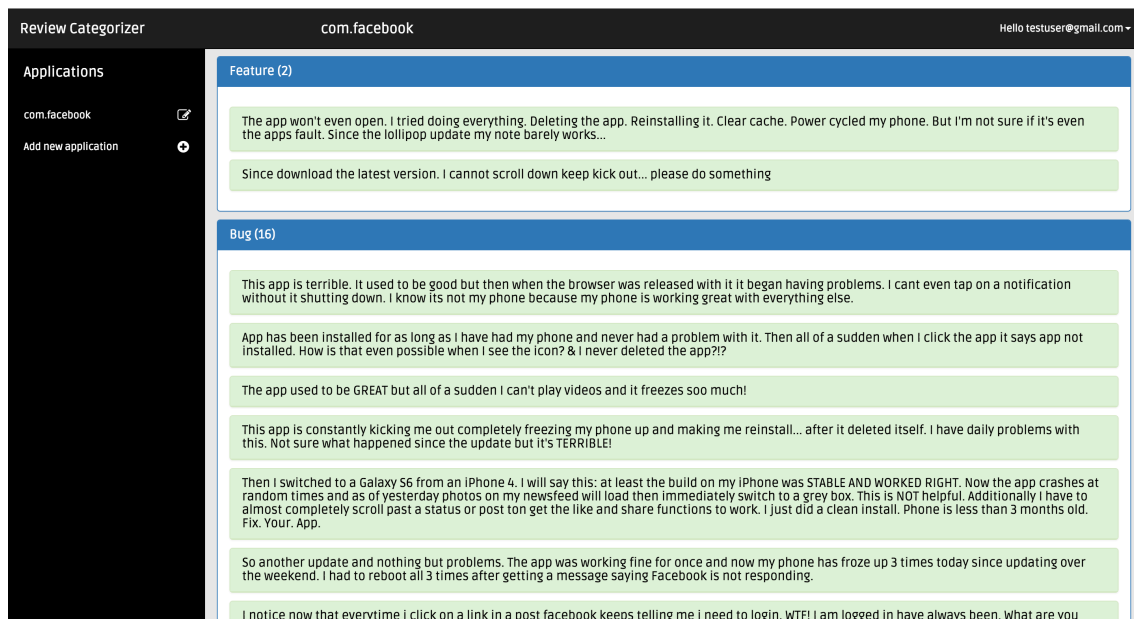 Review Categorizer
com.facebook
Hello testuser@gmail.com
Applications
com.facebook
Add new application
Feature (2)
The app won't even open. I tried doing everything. Deleting the app. Reinstalling it. Clear cache. Power cycled my phone. But I'm not sure if it's even
the apps fault. Since the lollipop update my note barely works...
Since download the latest version. I cannot scroll down keep kick out... please do something
Bug (16)
This app is terrible. It used to be good but then when the browser was released with it it began having problems. I cant even tap on a notification
without it shutting down. I know its not my phone because my phone is working great with everything else.
App has been installed for as long as I have had my phone and never had a problem with it. Then all of a sudden when I click the app it says app not
installed. How is that even possible when I see the icon? & I never deleted the app?!?
The app used to be GREAT but all of a sudden I can't play videos and it freezes soo much!
This app is constantly kicking me out completely freezing my phone up and making me reinstall... after it deleted itself. I have daily problems with
this. Not sure what happened since the update but it's TERRIBLE!
Then I switched to a Galaxy S6 from an iPhone 4. I will say this: at least the build on my iPhone was STABLE AND WORKED RIGHT. Now the app crashes at
random times and as of yesterday photos on my newsfeed will load then immediately switch to a grey box. This is NOT helpful. Additionally I have to
almost completely scroll past a status or post ton get the like and share functions to work. I just did a clean install. Phone is less than 3 months old.
Fix. Your. App.
So another update and nothing but problems. The app was working fine for once and now my phone has froze up 3 times today since updating over
the weekend. I had to reboot all 3 times after getting a message saying Facebook is not responding.
I notice now that everytime i click on a link in a post facebook keeps telling me i need to login. WTF! I am logged in have always been. What are you